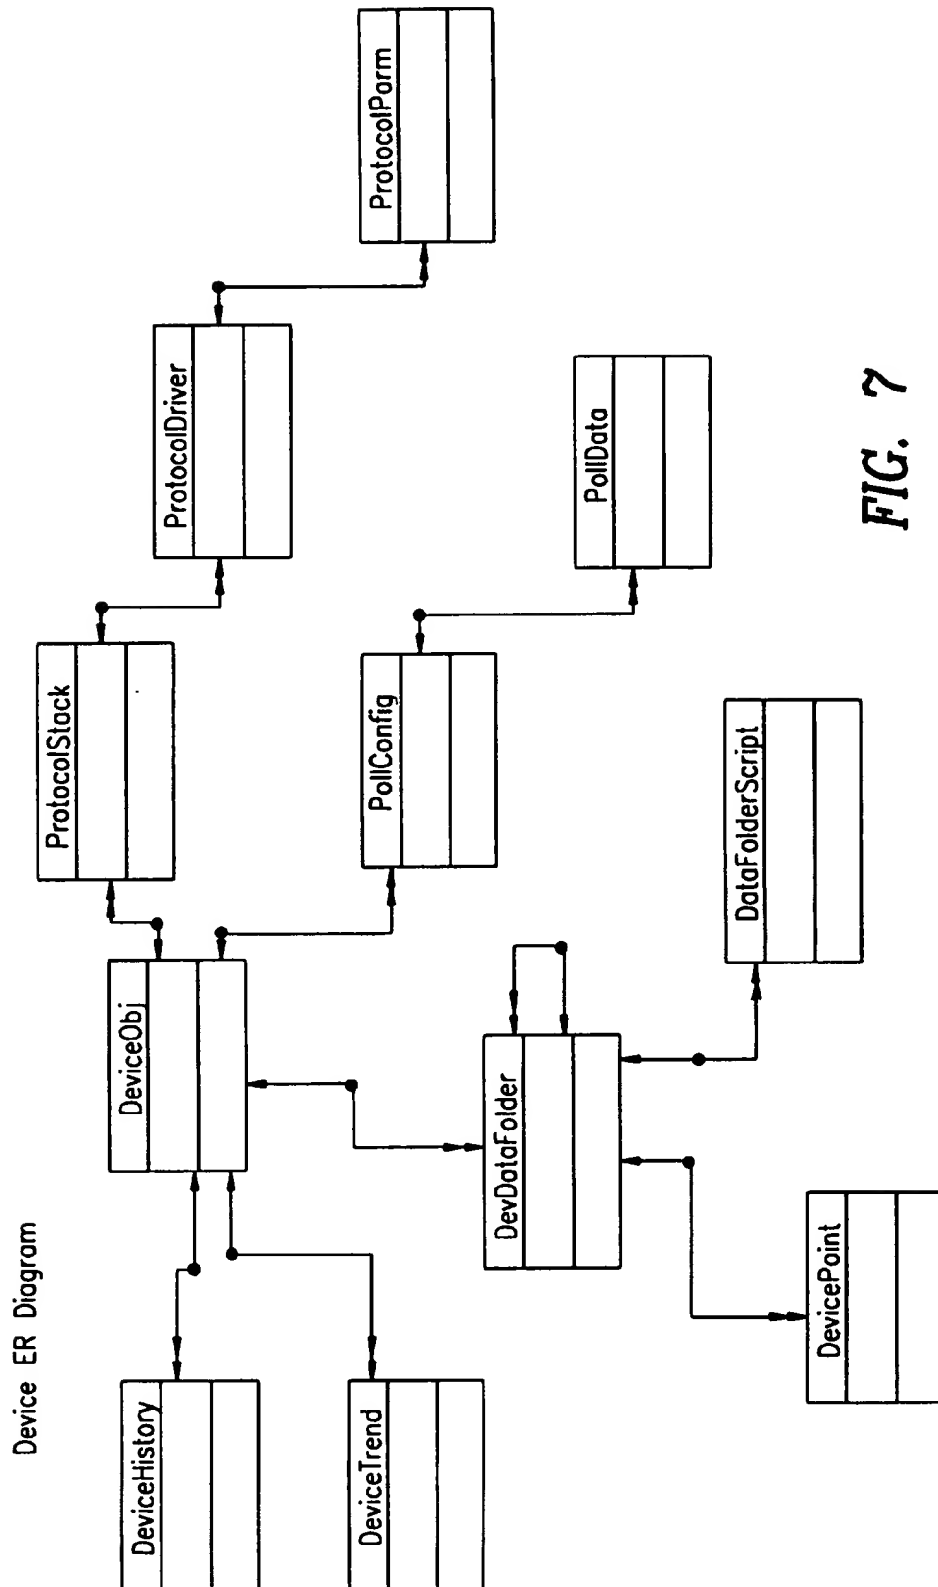 Device ER Diagram
DeviceHistory
DeviceObj
ProtocolStack
ProtocolDriver
ProtocolParm
DeviceTrend
PollConfig
PollData
DevDataFolder
DataFolderScript
DevicePoint
FIG. 7